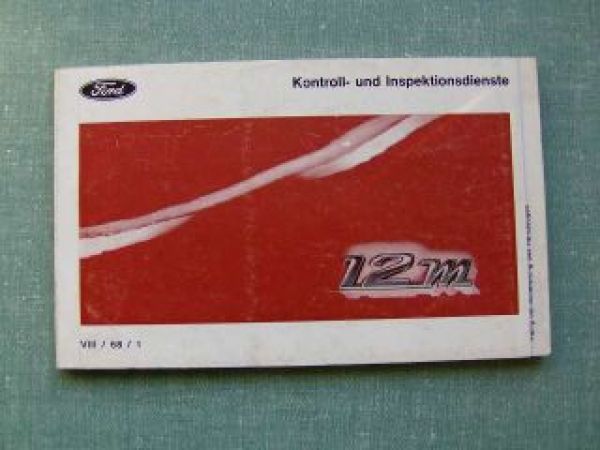 Ford
Kontroll- und Inspektionsdienste
12m
VIII / 68 / 1